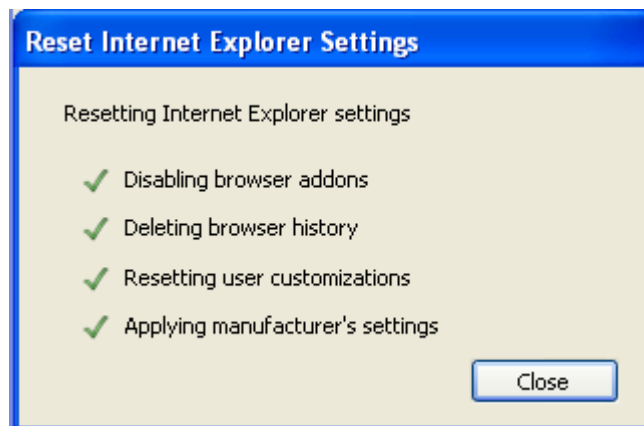 Reset Internet Explorer Settings
Resetting Internet Explorer settings
Disabling browser addons
Deleting browser history
Resetting user customizations
Applying manufacturer's settings
Close